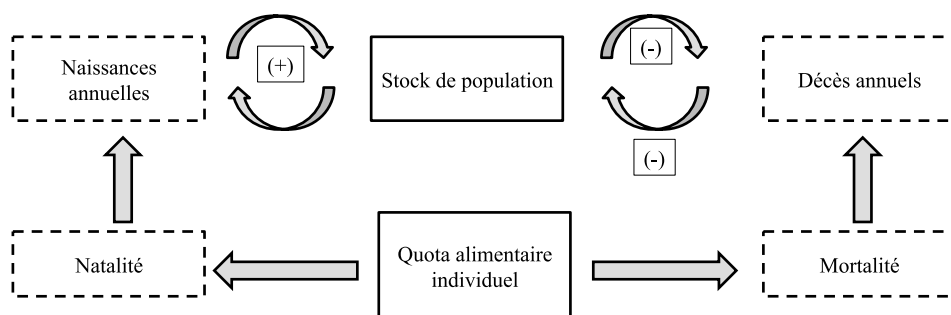 Naissances
annuelles
(+)
Stock de population
(-)
(-)
Décès annuels
Natalité
Quota alimentaire
individuel
Mortalité